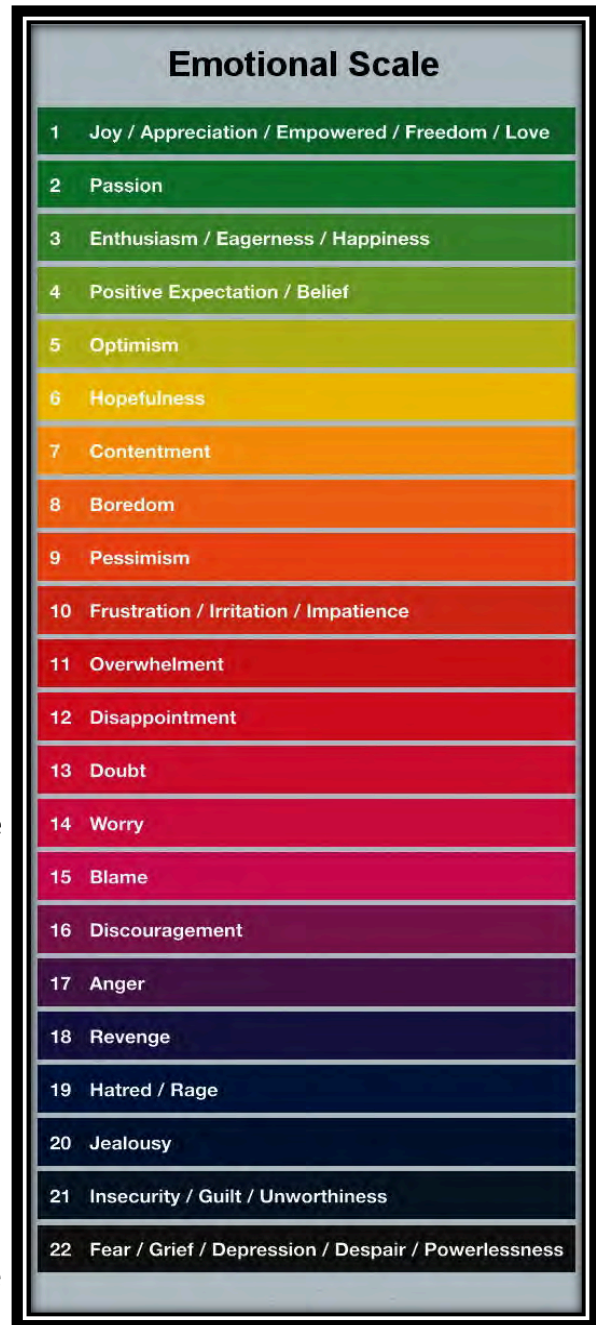 Emotional Scale
1 Joy / Appreciation / Empowered / Freedom / Love
2 Passion
3 Enthusiasm / Eagerness / Happiness
4 Positive Expectation / Belief
5 Optimism
6 Hopefulness
7 Contentment
8 Boredom
9 Pessimism
10 Frustration / Irritation / Impatience
11 Overwhelment
12 Disappointment
13 Doubt
14 Worry
15 Blame
16 Discouragement
17 Anger
18 Revenge
19 Hatred / Rage
20 Jealousy
21 Insecurity / Guilt / Unworthiness
22 Fear / Grief / Depression / Despair / Powerlessness